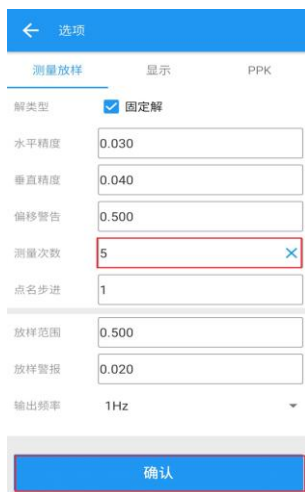 选项
测量放样 显示 PPK
解类型 固定解
水平精度 0.030
垂直精度 0.040
偏移警告 0.500
测量次数 5
点名步进 1
放样范围 0.500
放样警报 0.020
输出频率 1Hz
确认